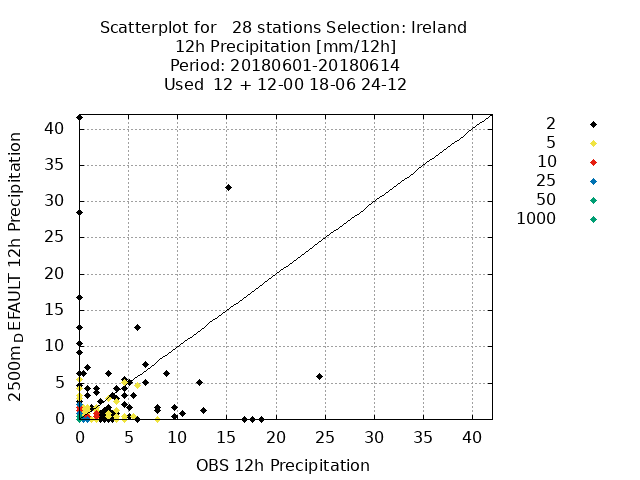 Scatterplot for   28 stations Selection: Ireland
12h Precipitation [mm/12h]
Period: 20180601-20180614
Used  12 + 12-00 18-06 24-12
2500m_DEFAULT 12h Precipitation
40
35
30
25
20
15
10
5
0
0 5 10 15 20 25 30 35 40
OBS 12h Precipitation
2
5
10
25
50
1000